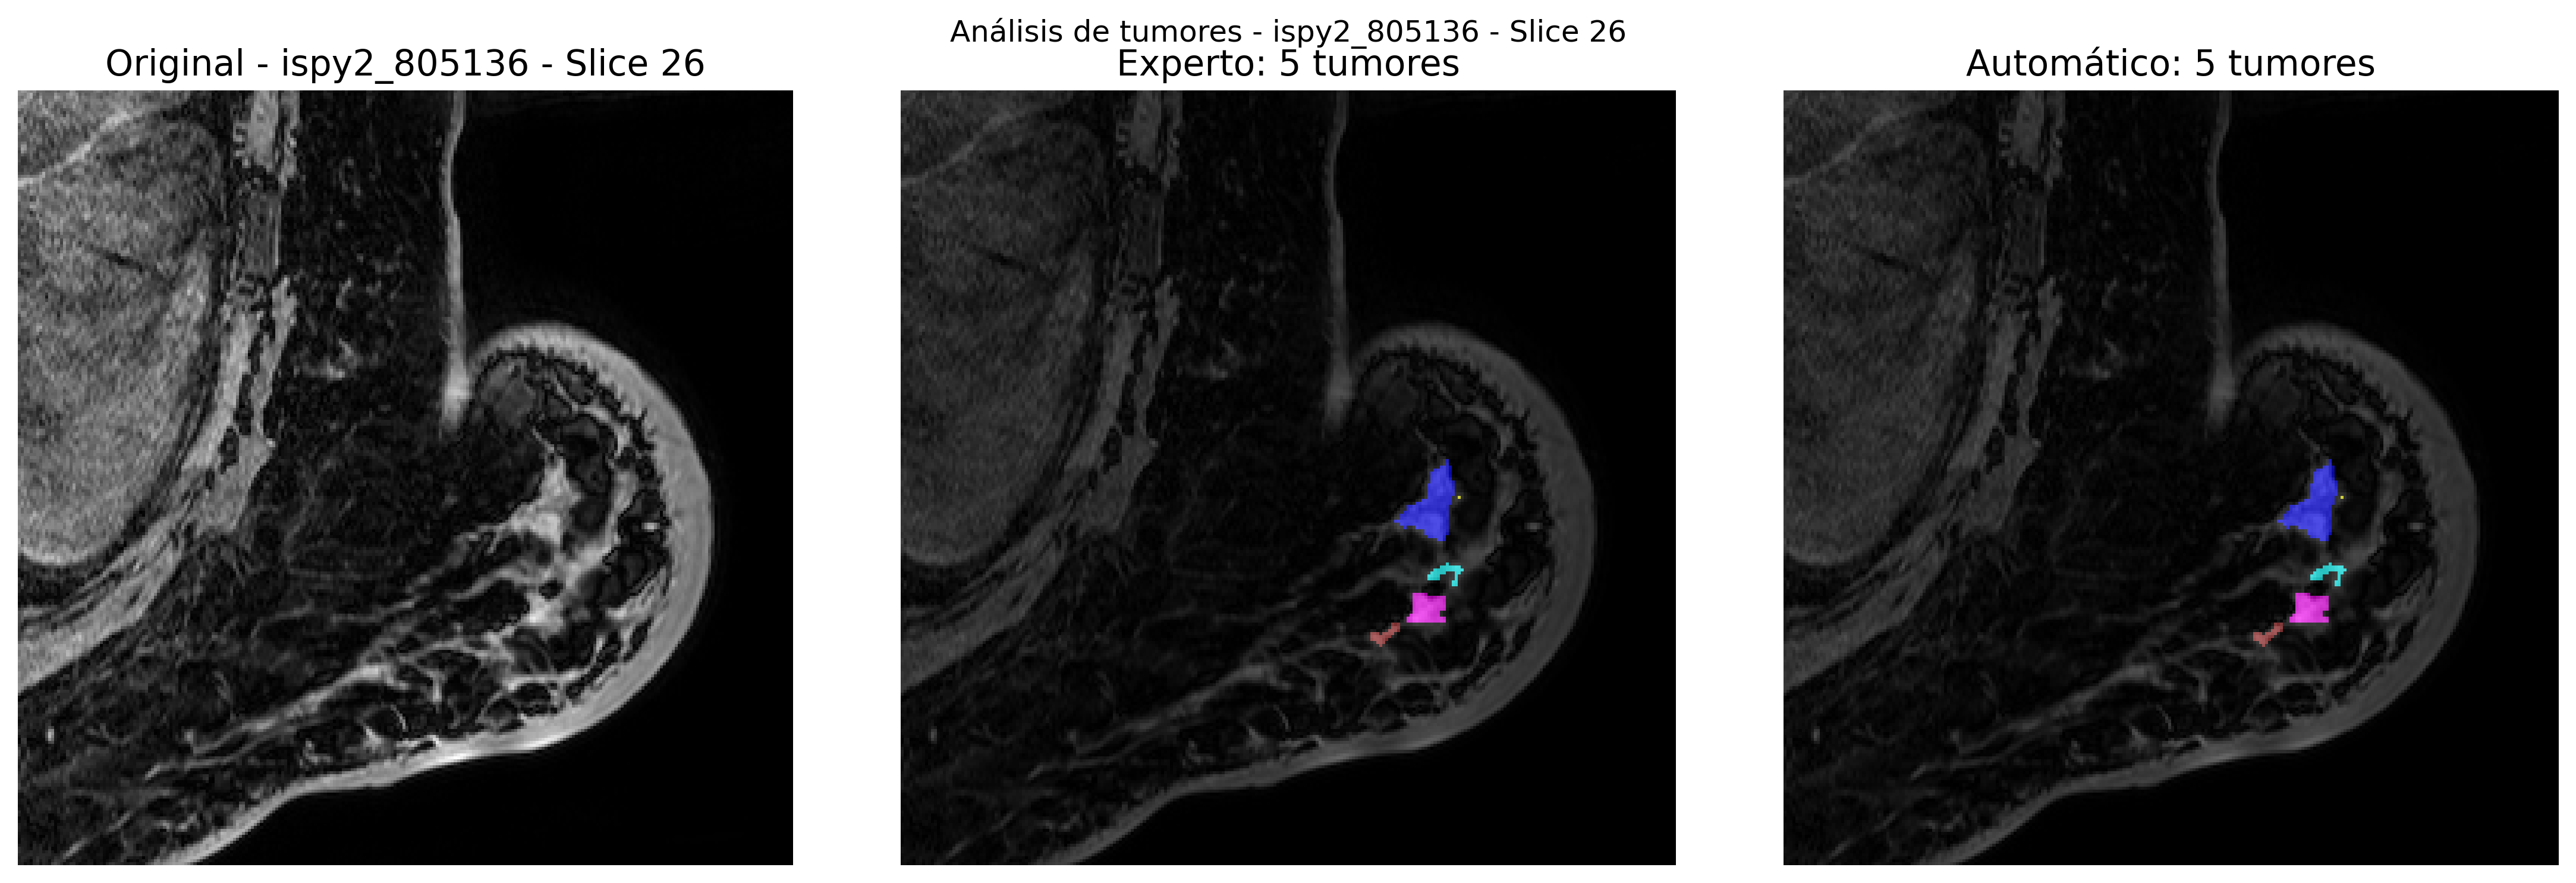 Análisis de tumores - ispy2_805136 - Slice 26
Original - ispy2_805136 - Slice 26
Experto: 5 tumores
Automático: 5 tumores